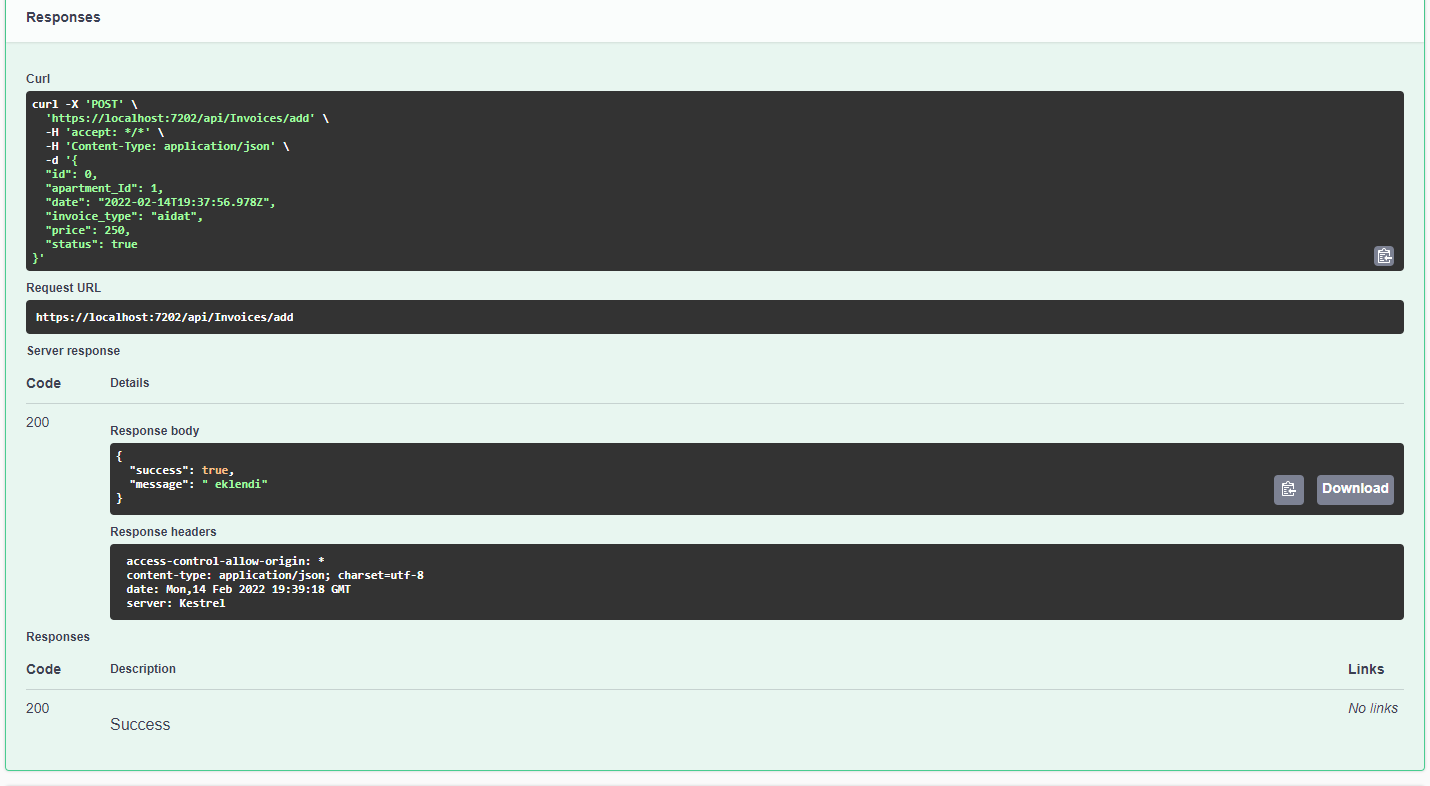 Responses
Curl
curl -X 'POST' \
  'https://localhost:7202/api/Invoices/add' \
  -H 'accept: */*' \
  -H 'Content-Type: application/json' \
  -d '{
  "id": 0,
  "apartment_Id": 1,
  "date": "2022-02-14T19:37:56.978Z",
  "invoice_type": "aidat",
  "price": 250,
  "status": true
}'
Request URL
https://localhost:7202/api/Invoices/add
Server response
Code Details
200
Response body
{
  "success": true,
  "message": " eklendi"
}
Download
Response headers
access-control-allow-origin: *
content-type: application/json; charset=utf-8
date: Mon,14 Feb 2022 19:39:18 GMT
server: Kestrel
Responses
Code Description Links
200 No links
Success